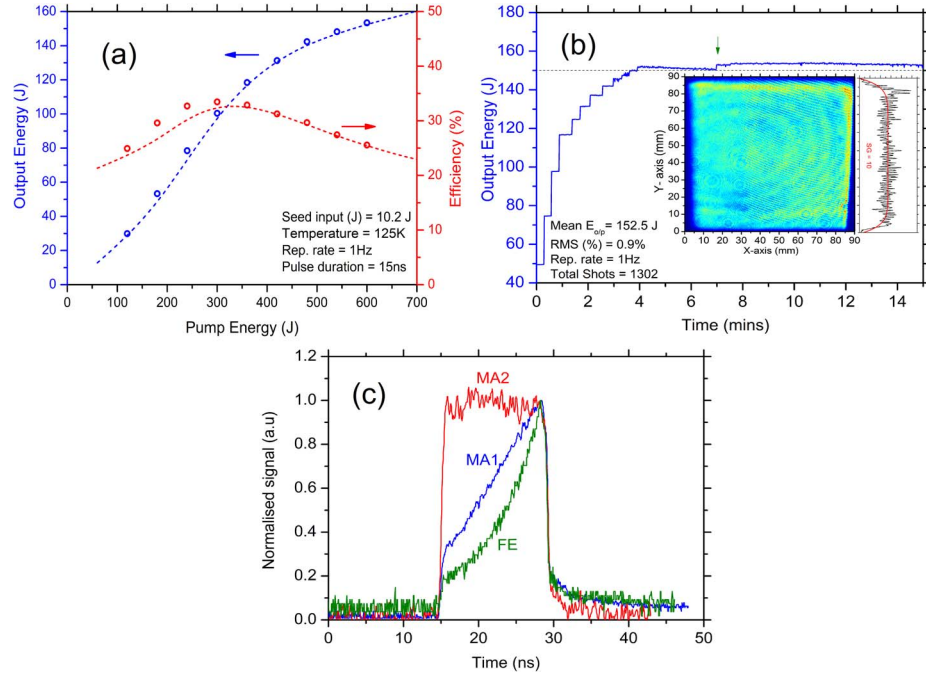 (a)
Output Energy (J)
160
140
120
100
80
60
40
20
0
50
40
30
20
10
0
Efficiency (%)
Seed input (J) = 10.2 J
Temperature = 125K
Rep. rate = 1Hz
Pulse duration = 15ns
0 100 200 300 400 500 600 700
Pump Energy (J)
(b)
Output Energy (J)
180
160
140
120
100
80
60
40
Y- axis (mm)
90
80
70
60
50
40
30
20
10
0
0 10 20 30 40 50 60 70 80 90
X-axis (mm)
SG = 10
Mean Eo/p = 152.5 J
RMS (%) = 0.9%
Rep. rate = 1Hz
Total Shots = 1302
0 2 4 6 8 10 12 14
Time (mins)
(c)
Normalised signal (a.u)
1.2
1.0
0.8
0.6
0.4
0.2
0.0
MA2
MA1
FE
0 10 20 30 40 50
Time (ns)